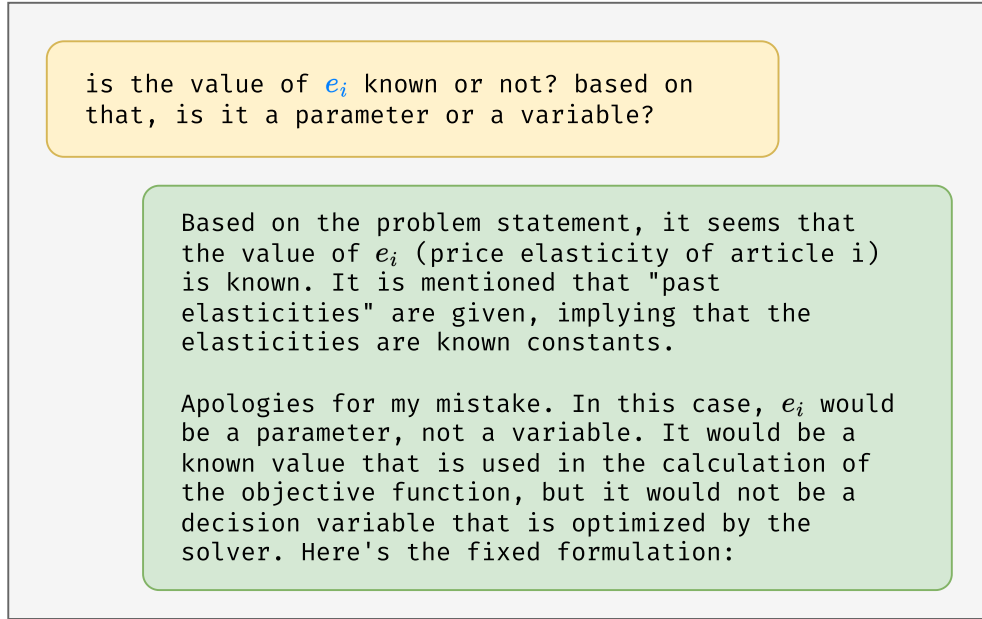 is the value of e_i known or not? based on
that, is it a parameter or a variable?
Based on the problem statement, it seems that
the value of e_i (price elasticity of article i)
is known. It is mentioned that "past
elasticities" are given, implying that the
elasticities are known constants.
Apologies for my mistake. In this case, e_i would
be a parameter, not a variable. It would be a
known value that is used in the calculation of
the objective function, but it would not be a
decision variable that is optimized by the
solver. Here's the fixed formulation: